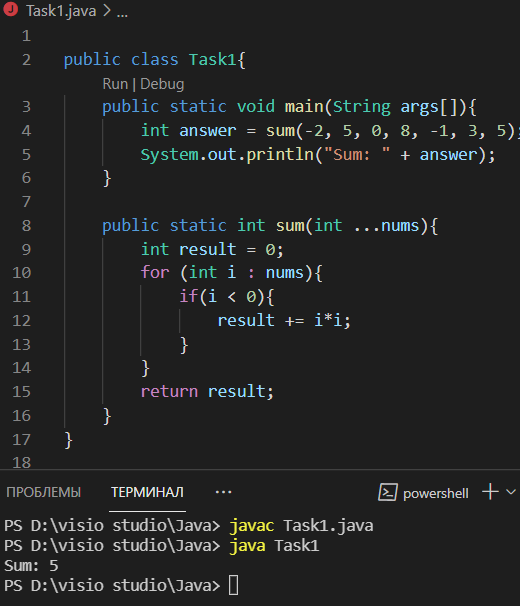 J Task1.java > ...
1
2 public class Task1{
Run | Debug
3 public static void main(String args[]){
4 int answer = sum(-2, 5, 0, 8, -1, 3, 5);
5 System.out.println("Sum: " + answer);
6 }
7
8 public static int sum(int ...nums){
9 int result = 0;
10 for (int i : nums){
11 if(i < 0){
12 result += i*i;
13 }
14 }
15 return result;
16 }
17 }
18
ПРОБЛЕМЫ ТЕРМИНАЛ ... powershell
PS D:\visio studio\Java> javac Task1.java
PS D:\visio studio\Java> java Task1
Sum: 5
PS D:\visio studio\Java>